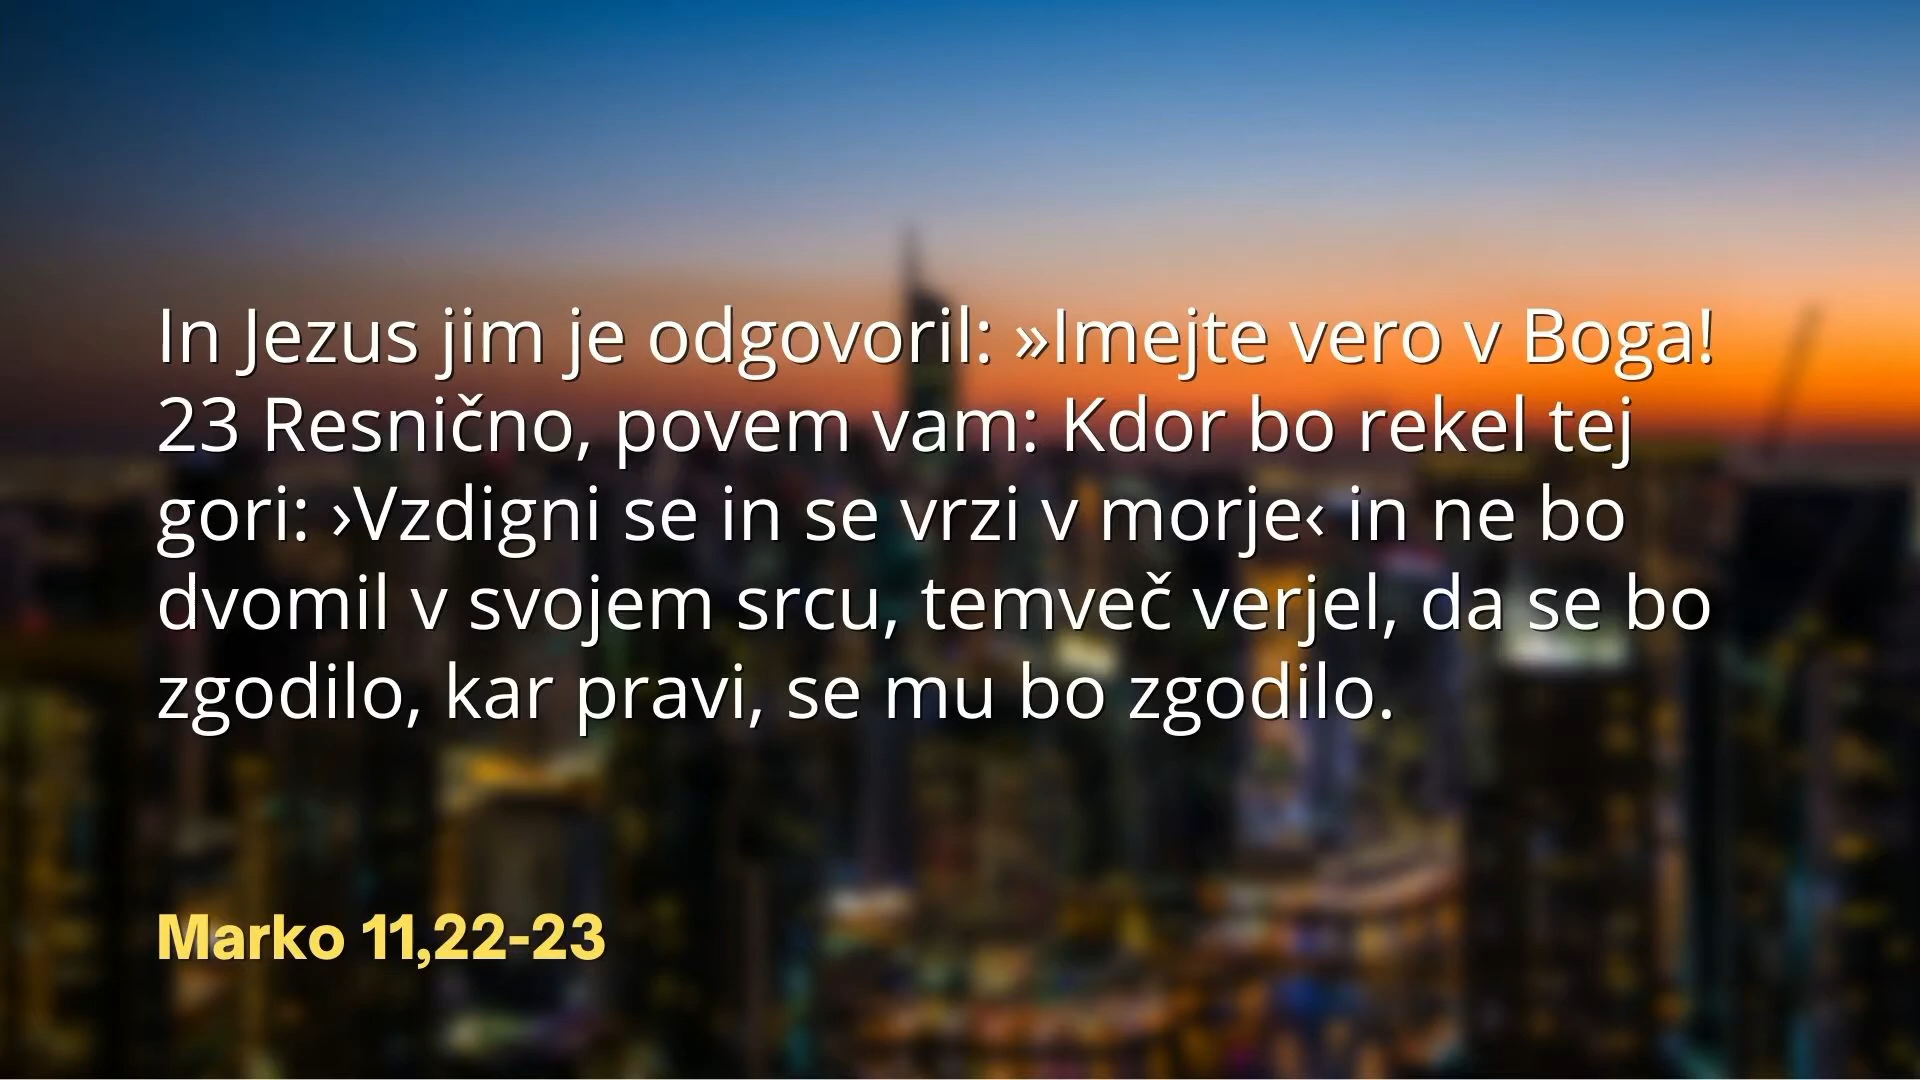 In Jezus jim je odgovoril: »Imejte vero v Boga!
23 Resnično, povem vam: Kdor bo rekel tej
gori: ›Vzdigni se in se vrzi v morje‹ in ne bo
dvomil v svojem srcu, temveč verjel, da se bo
zgodilo, kar pravi, se mu bo zgodilo.
Marko 11,22-23